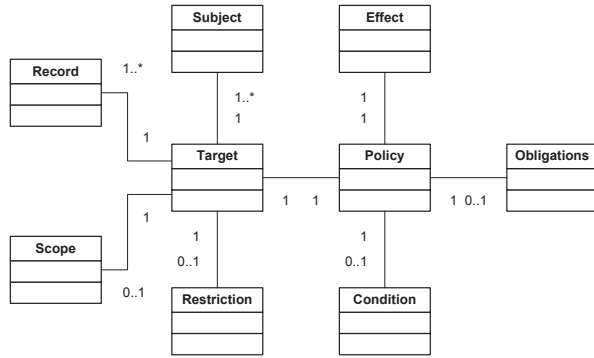 Subject
Effect
Record
1..*
1..*
1
1
1
1
Target
Policy
Obligations
1
1
1
1
0..1
Scope
1
1
0..1
0..1
0..1
Restriction
Condition